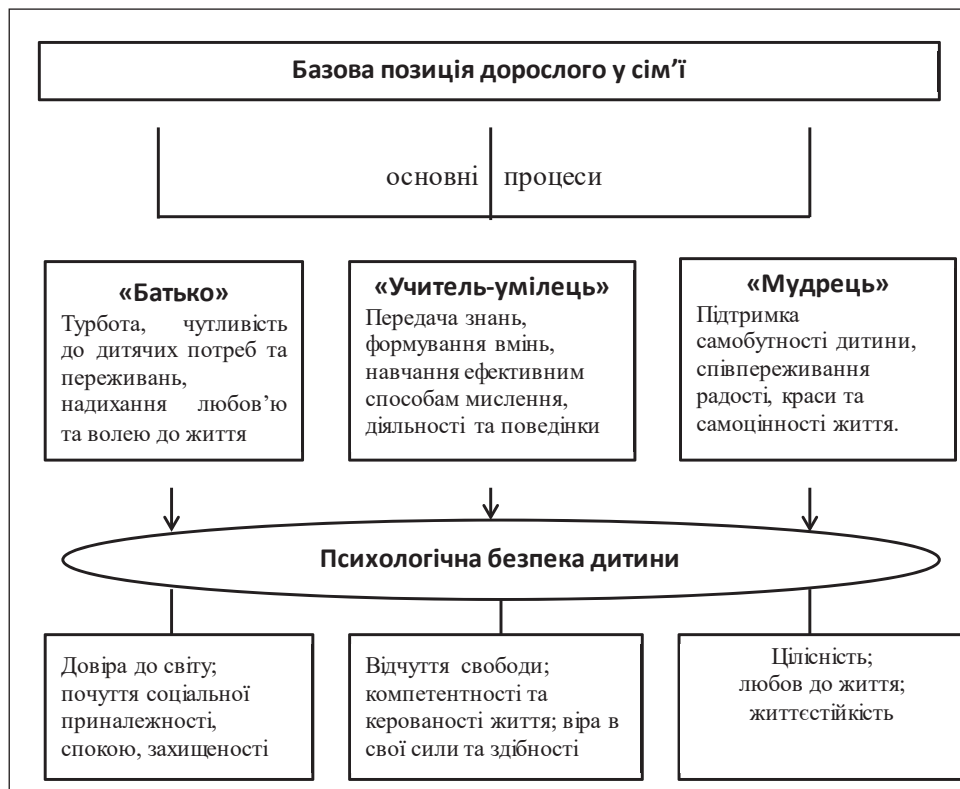 Базова позиція дорослого у сім’ї
основні процеси
«Батько»
Турбота, чутливість
до дитячих потреб та
переживань,
надихання любов’ю
та волею до життя
«Учитель-умілець»
Передача знань,
формування вмінь,
навчання ефективним
способам мислення,
діяльності та поведінки
«Мудрець»
Підтримка
самобутності дитини,
співпереживання
радості, краси та
самоцінності життя.
Психологічна безпека дитини
Довіра до світу;
почуття соціальної
приналежності,
спокою, захищеності
Відчуття свободи;
компетентності та
керованості життя; віра в
свої сили та здібності
Цілісність;
любов до життя;
життєстійкість